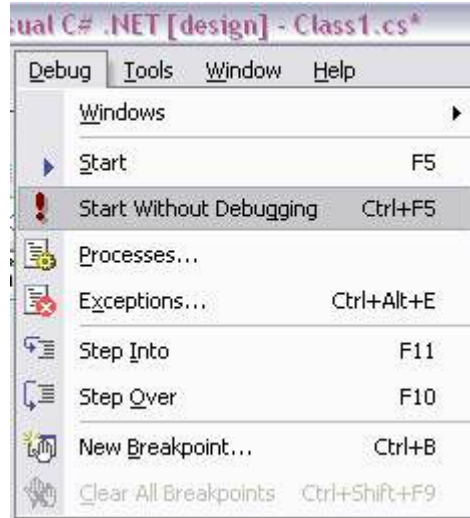 ual C# .NET [design] - Class1.cs*
Debug Tools Window Help
Windows
Start F5
Start Without Debugging Ctrl+F5
Processes...
Exceptions... Ctrl+Alt+E
Step Into F11
Step Over F10
New Breakpoint... Ctrl+B
Clear All Breakpoints Ctrl+Shift+F9